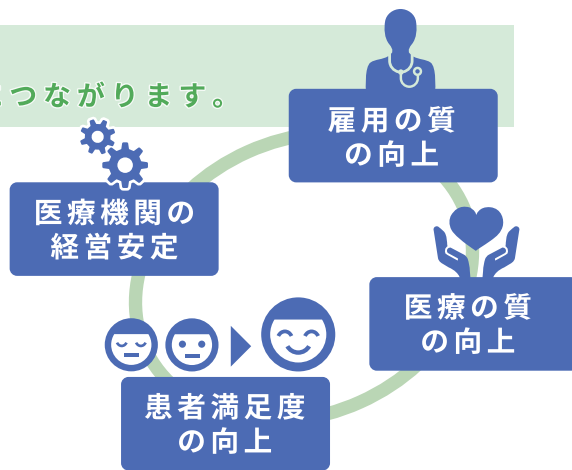 つながります。
雇用の質
の向上
医療機関の
経営安定
医療の質
の向上
患者満足度
の向上